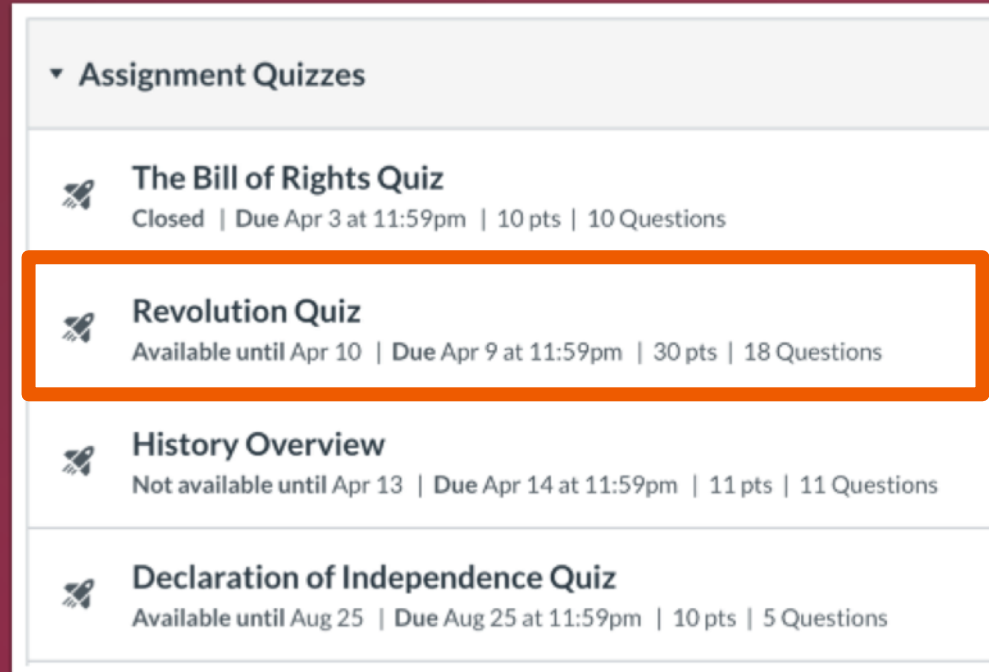 Assignment Quizzes
The Bill of Rights Quiz
Closed | Due Apr 3 at 11:59pm | 10 pts | 10 Questions
Revolution Quiz
Available until Apr 10 | Due Apr 9 at 11:59pm | 30 pts | 18 Questions
History Overview
Not available until Apr 13 | Due Apr 14 at 11:59pm | 11 pts | 11 Questions
Declaration of Independence Quiz
Available until Aug 25 | Due Aug 25 at 11:59pm | 10 pts | 5 Questions